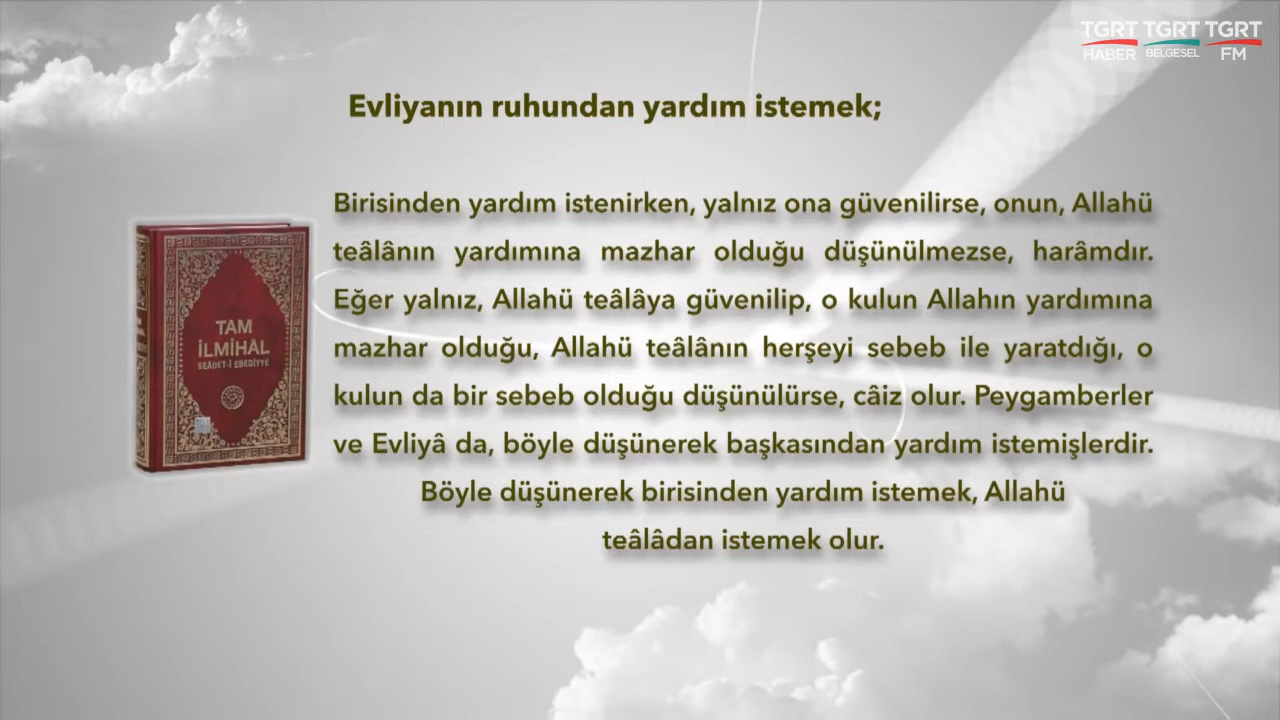 TGRT TGRT TGRT
HABER BELGESEL FM
Evliyanın ruhundan yardım istemek;
Birisinden yardım istenirken, yalnız ona güvenilirse, onun, Allahü
teâlânın yardımına mazhar olduğu düşünülmezse, harâmdır.
Eğer yalnız, Allahü teâlâya güvenilip, o kulun Allahın yardımına
mazhar olduğu, Allahü teâlânın herşeyi sebeb ile yaratdığı, o
kulun da bir sebeb olduğu düşünülürse, câiz olur. Peygamberler
ve Evliyâ da, böyle düşünerek başkasından yardım istemişlerdir.
Böyle düşünerek birisinden yardım istemek, Allahü
teâlâdan istemek olur.
TAM
İLMİHÂL
SEÂDET-İ EBEDİYYE